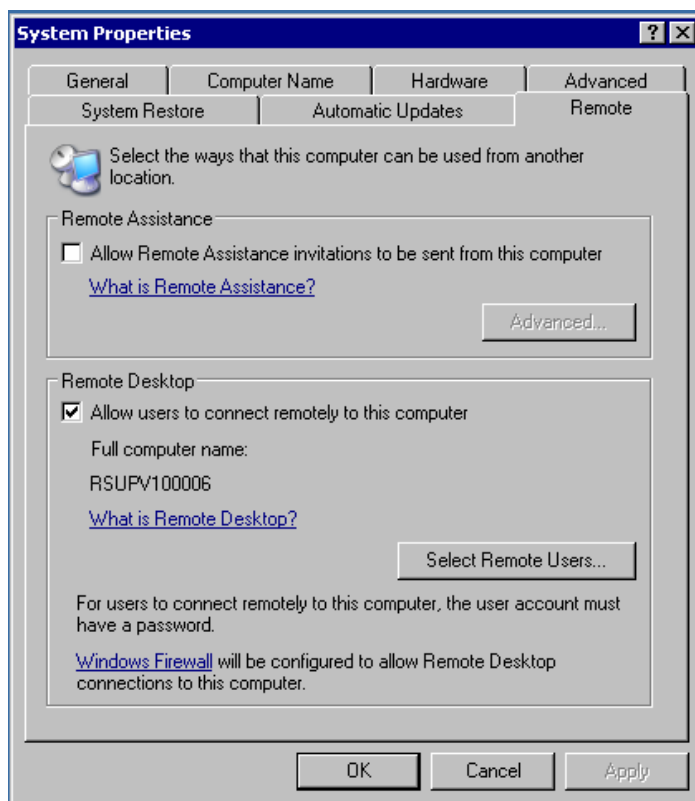 System Properties
General
Computer Name
Hardware
Advanced
System Restore
Automatic Updates
Remote
Select the ways that this computer can be used from another
location.
Remote Assistance
Allow Remote Assistance invitations to be sent from this computer
What is Remote Assistance?
Advanced...
Remote Desktop
Allow users to connect remotely to this computer
Full computer name:
RSUPV100006
What is Remote Desktop?
Select Remote Users...
For users to connect remotely to this computer, the user account must
have a password.
Windows Firewall will be configured to allow Remote Desktop
connections to this computer.
OK
Cancel
Apply